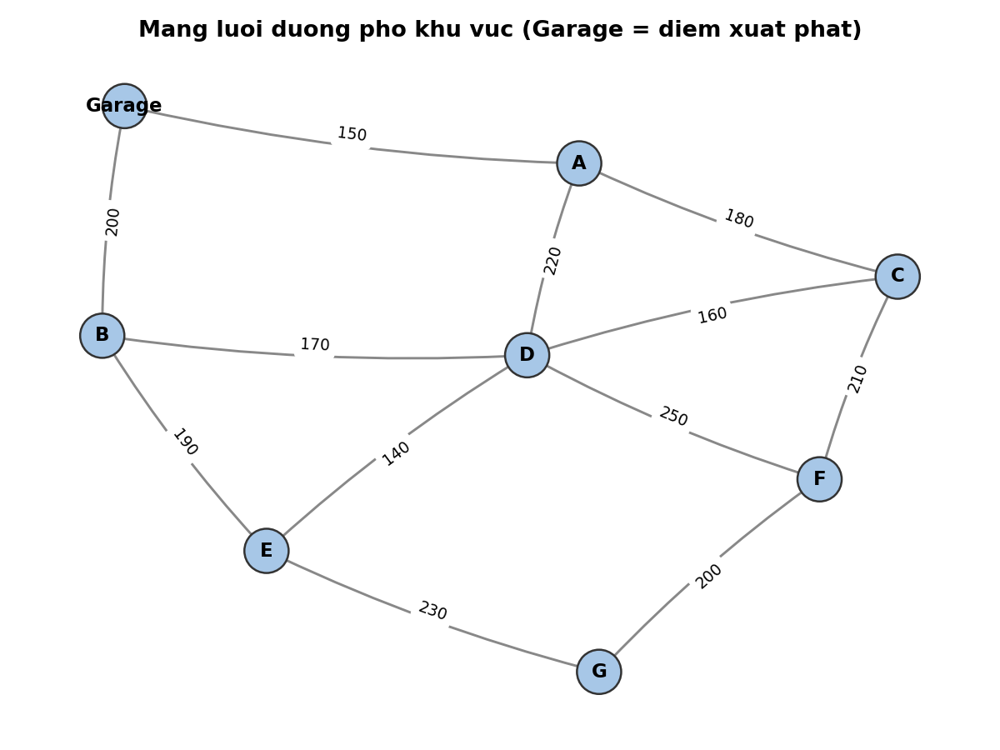 Mang luoi duong pho khu vuc (Garage = diem xuat phat)
Garage
150
A
200
180
220
C
160
B
170
D
210
250
190
140
F
E
200
230
G